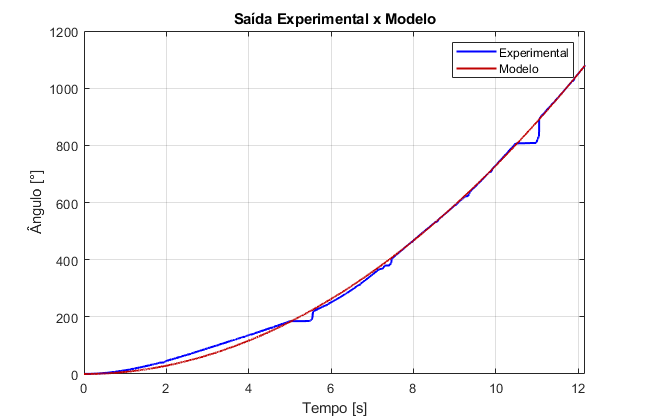 Saída Experimental x Modelo
1200
1000
800
600
400
200
0
Ângulo [°]
Experimental
Modelo
0 2 4 6 8 10 12
Tempo [s]